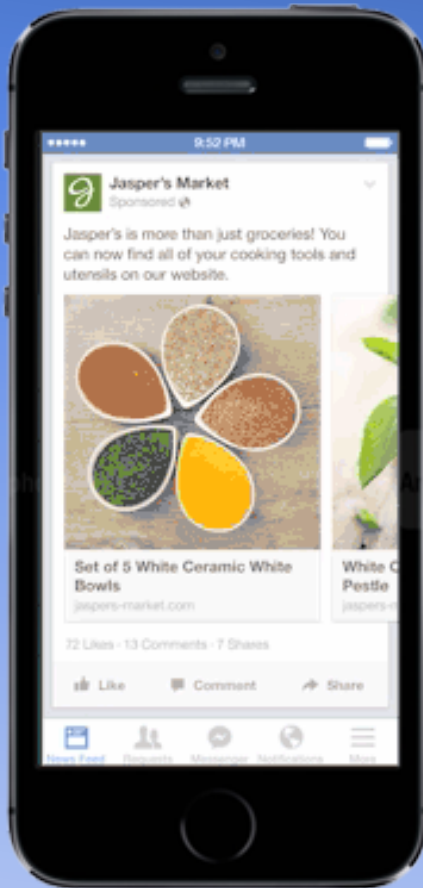 9:52 PM
Jasper's Market
Sponsored
Jasper's is more than just groceries! You
can now find all of your cooking tools and
utensils on our website.
Set of 5 White Ceramic White
Bowls
jaspers-market.com
White
Pestle
72 Likes · 13 Comments · 7 Shares
Like
Comment
Share
News Feed
Requests
Messenger
Notifications
More